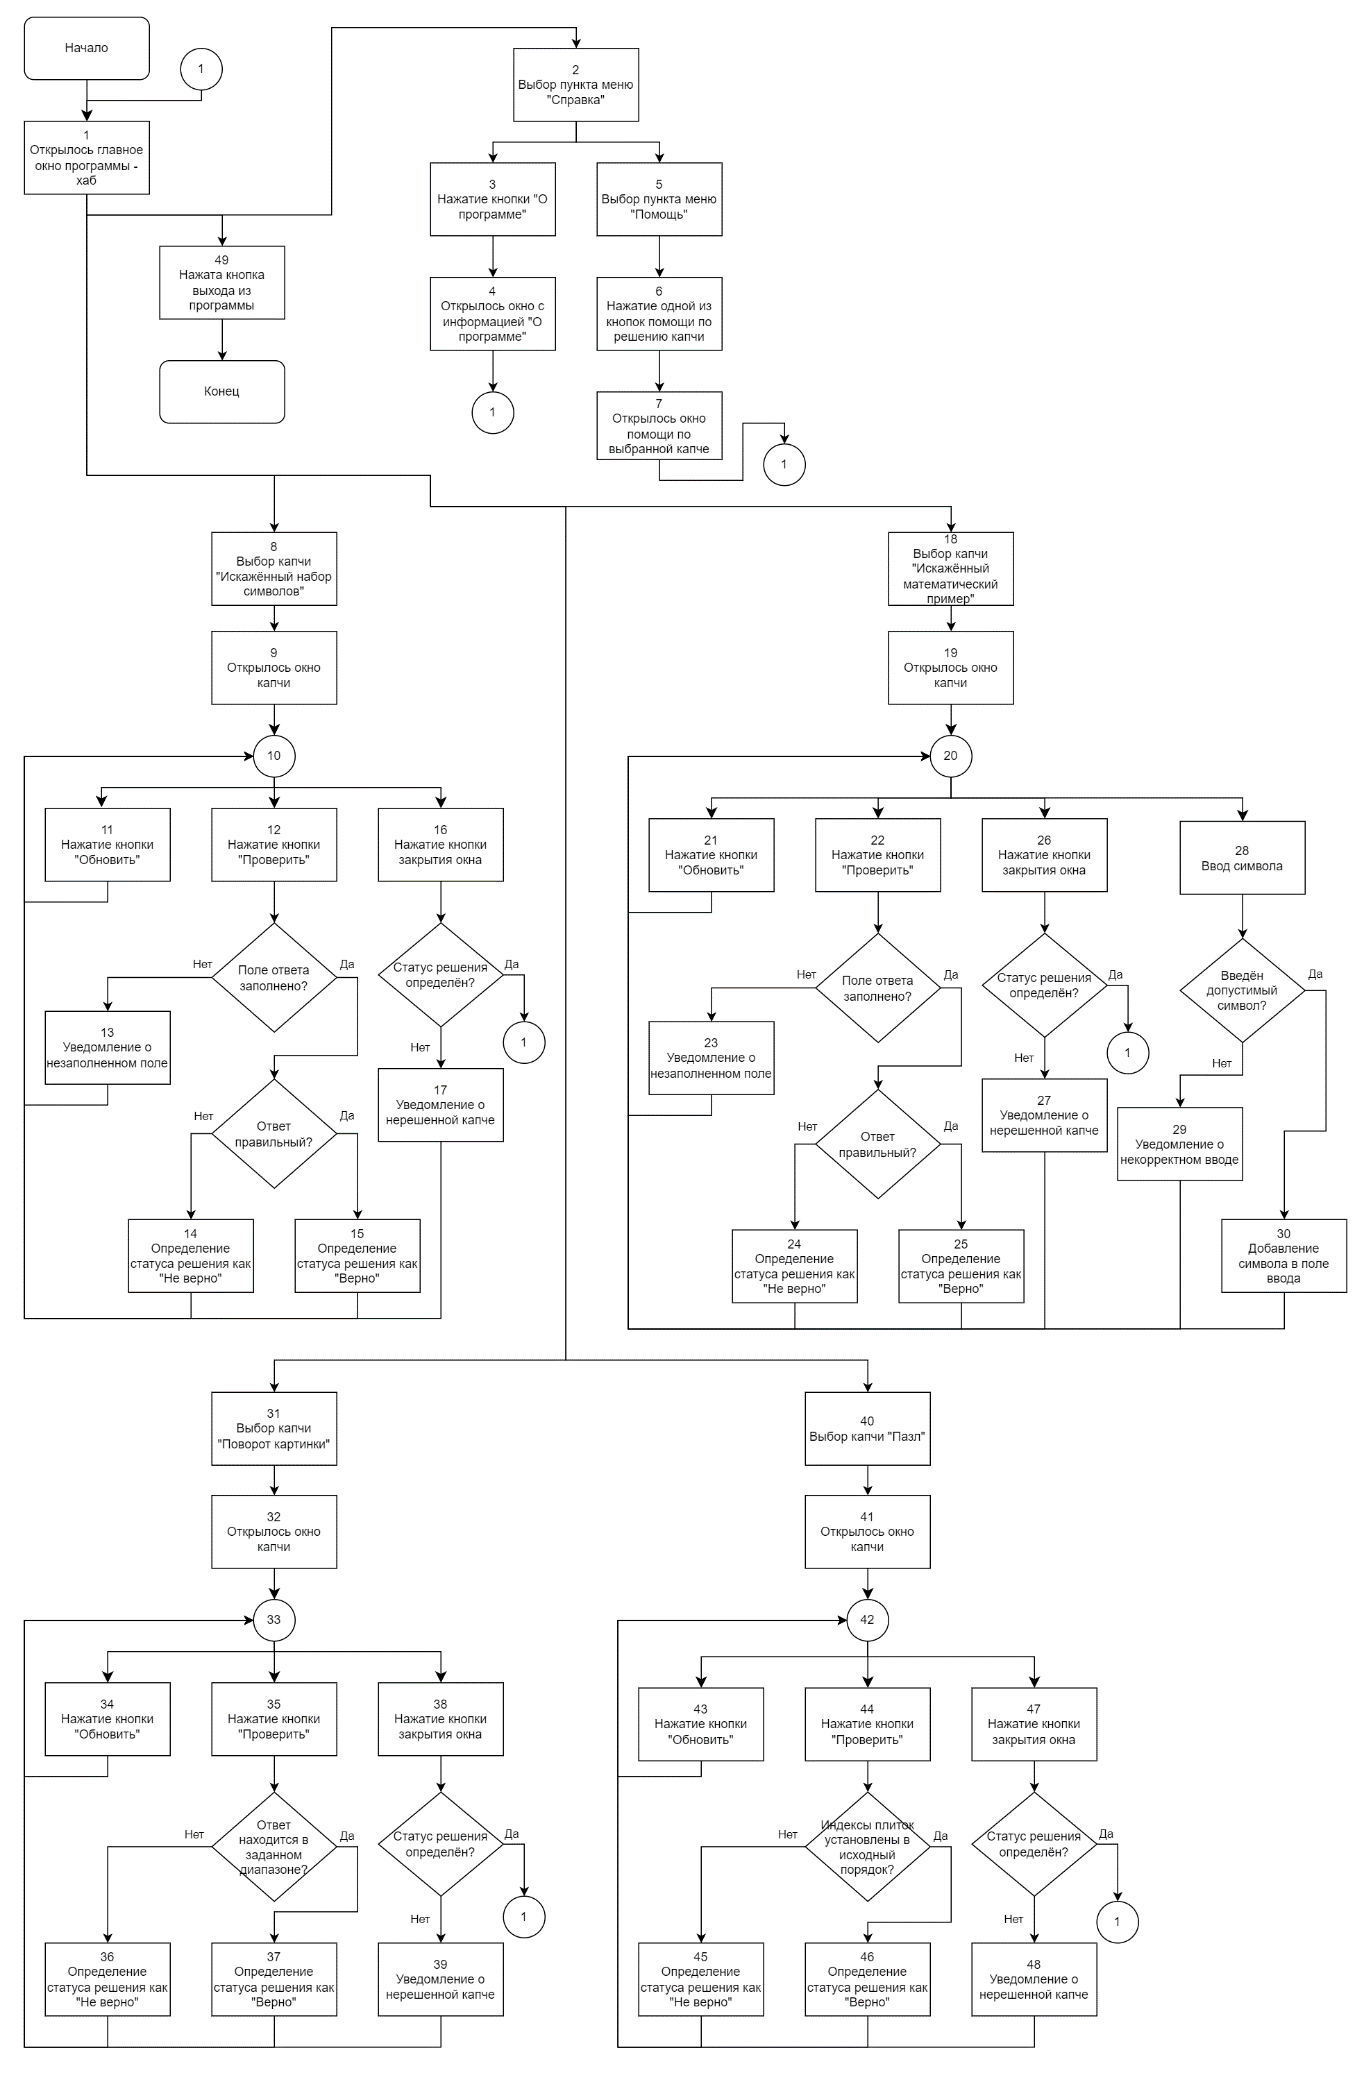 Начало
1
1
Открылось главное
окно программы -
хаб
2
Выбор пункта меню
"Справка"
3
Нажатие кнопки "О
программе"
5
Выбор пункта меню
"Помощь"
49
Нажата кнопка
выхода из
программы
4
Открылось окно с
информацией "О
программе"
6
Нажатие одной из
кнопок помощи по
решению капчи
Конец
1
7
Открылось окно
помощи по
выбранной капче
1
8
Выбор капчи
"Искажённый набор
символов"
9
Открылось окно
капчи
10
11
Нажатие кнопки
"Обновить"
12
Нажатие кнопки
"Проверить"
16
Нажатие кнопки
закрытия окна
Нет
Поле ответа
заполнено?
Да
Статус решения
определён?
Да
1
13
Уведомление о
незаполненном поле
Нет
17
Уведомление о
нерешенной капче
Нет
Ответ
правильный?
Да
14
Определение
статуса решения как
"Не верно"
15
Определение
статуса решения как
"Верно"
18
Выбор капчи
"Искажённый
математический
пример"
19
Открылось окно
капчи
20
21
Нажатие кнопки
"Обновить"
22
Нажатие кнопки
"Проверить"
26
Нажатие кнопки
закрытия окна
28
Ввод символа
Нет
Поле ответа
заполнено?
Да
Статус решения
определён?
Да
Введён
допустимый
символ?
Да
1
23
Уведомление о
незаполненном поле
Нет
Нет
27
Уведомление о
нерешенной капче
29
Уведомление о
некорректном вводе
Нет
Ответ
правильный?
Да
24
Определение
статуса решения как
"Не верно"
25
Определение
статуса решения как
"Верно"
30
Добавление
символа в поле
ввода
31
Выбор капчи
"Поворот картинки"
32
Открылось окно
капчи
33
34
Нажатие кнопки
"Обновить"
35
Нажатие кнопки
"Проверить"
38
Нажатие кнопки
закрытия окна
Нет
Ответ
находится в
заданном
диапазоне?
Да
Статус решения
определён?
Да
1
Нет
36
Определение
статуса решения как
"Не верно"
37
Определение
статуса решения как
"Верно"
39
Уведомление о
нерешенной капче
40
Выбор капчи "Пазл"
41
Открылось окно
капчи
42
43
Нажатие кнопки
"Обновить"
44
Нажатие кнопки
"Проверить"
47
Нажатие кнопки
закрытия окна
Нет
Индексы плиток
установлены в
исходный
порядок?
Да
Статус решения
определён?
Да
1
Нет
45
Определение
статуса решения как
"Не верно"
46
Определение
статуса решения как
"Верно"
48
Уведомление о
нерешенной капче